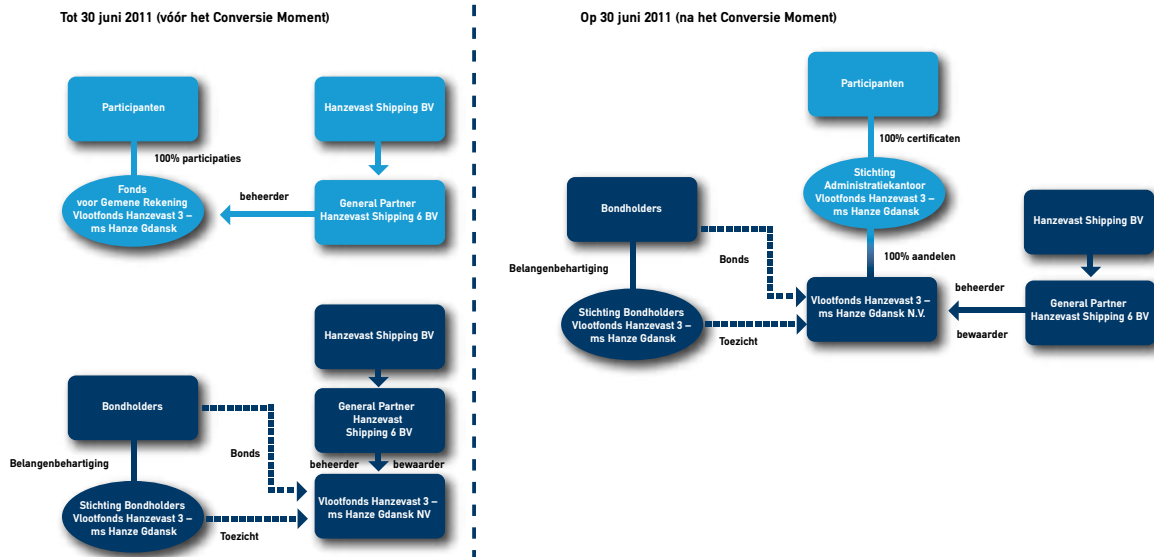 Tot 30 juni 2011 (vóór het Conversie Moment)
Participanten
Hanzevast Shipping BV
100% participaties
Fonds
voor Gemene Rekening
Vlootfonds Hanzevast 3 –
ms Hanze Gdansk
beheerder
General Partner
Hanzevast Shipping 6 BV
Hanzevast Shipping BV
Bondholders
General Partner
Hanzevast
Shipping 6 BV
Belangenbehartiging
Bonds
beheerder
bewaarder
Stichting Bondholders
Vlootfonds Hanzevast 3 –
ms Hanze Gdansk
Toezicht
Vlootfonds Hanzevast 3 –
ms Hanze Gdansk NV
Op 30 juni 2011 (na het Conversie Moment)
Participanten
100% certificaten
Stichting
Administratiekantoor
Vlootfonds Hanzevast 3 –
ms Hanze Gdansk
Bondholders
Hanzevast Shipping BV
Belangenbehartiging
Bonds
100% aandelen
beheerder
Stichting Bondholders
Vlootfonds Hanzevast 3 –
ms Hanze Gdansk
Toezicht
Vlootfonds Hanzevast 3 –
ms Hanze Gdansk N.V.
bewaarder
General Partner
Hanzevast Shipping 6 BV